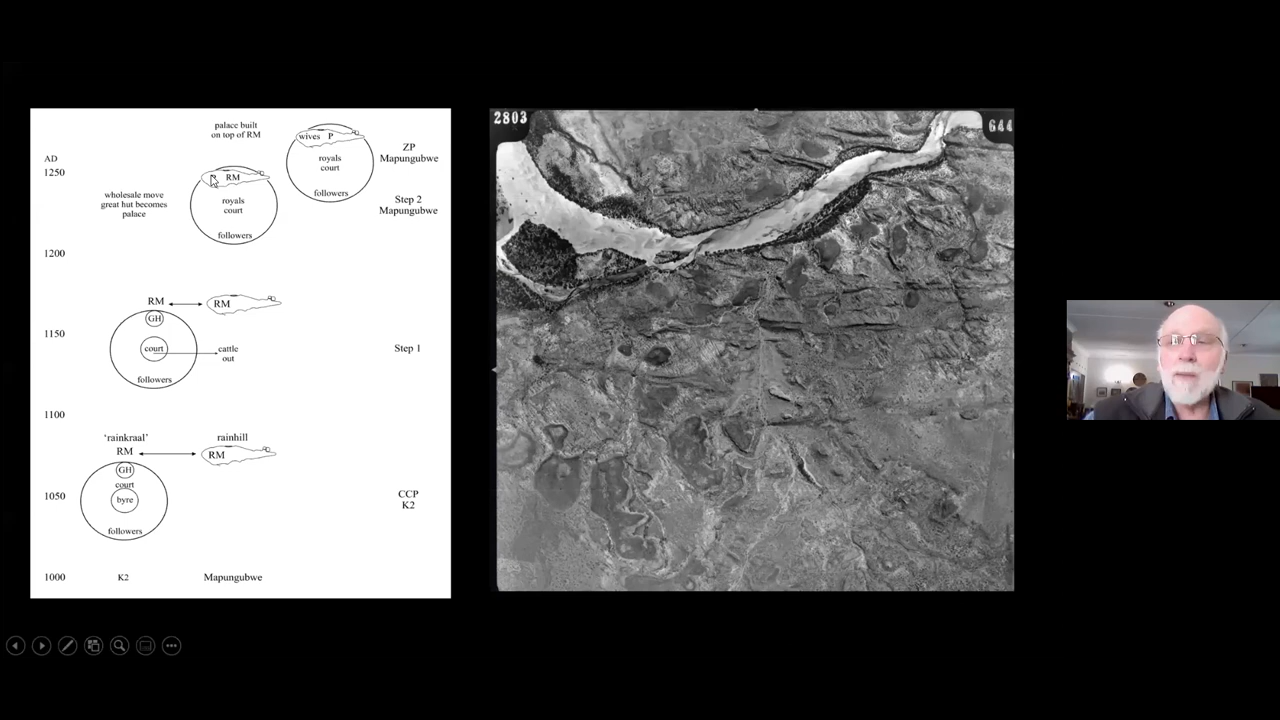 palace built
on top of RM
wives P
royals
court
followers
ZP
Mapungubwe
AD
1250
RM
royals
court
followers
wholesale move
great hut becomes
palace
Step 2
Mapungubwe
1200
RM
RM
GH
1150
court
cattle
out
followers
Step 1
1100
'rainkraal'
rainhill
RM
RM
GH
court
1050
byre
CCP
K2
followers
1000
K2
Mapungubwe
2803
644